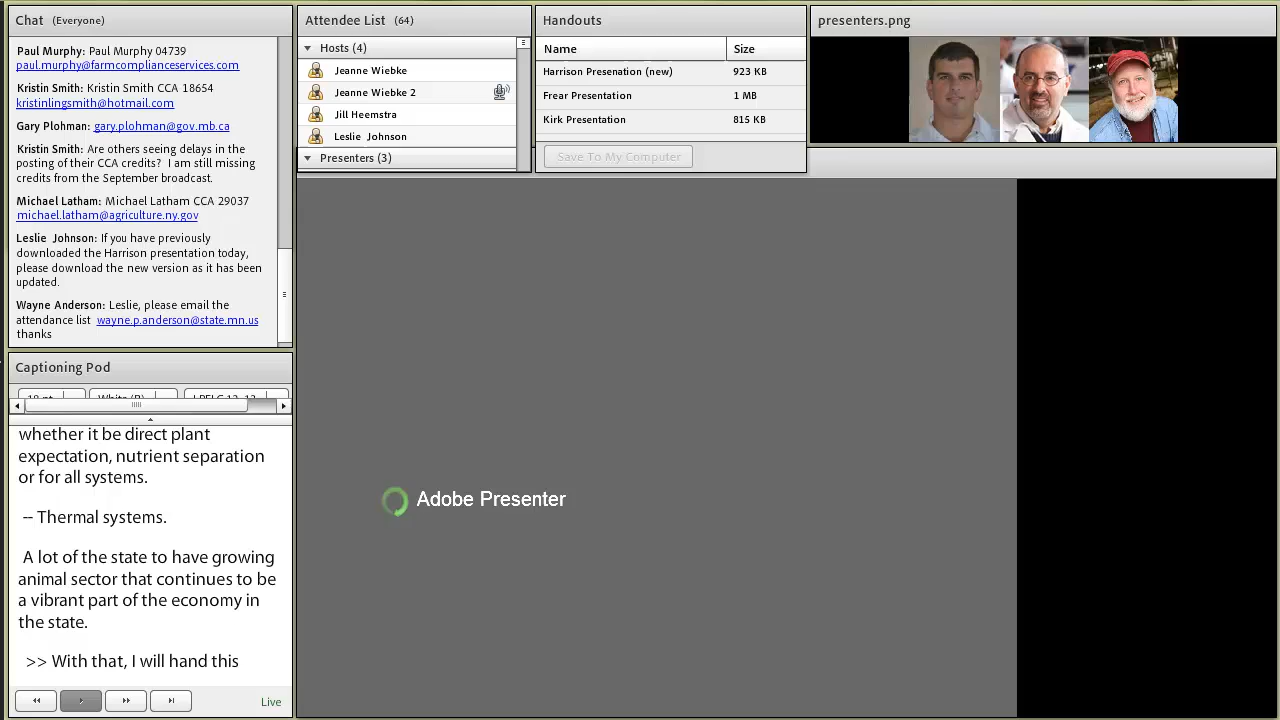 Chat (Everyone)
Paul Murphy: Paul Murphy 04739
paul.murphy@farmcomplianceservices.com
Kristin Smith: Kristin Smith CCA 18654
kristinlingsmith@hotmail.com
Gary Plohman: gary.plohman@gov.mb.ca
Kristin Smith: Are others seeing delays in the
posting of their CCA credits? I am still missing
credits from the September broadcast.
Michael Latham: Michael Latham CCA 29037
michael.latham@agriculture.ny.gov
Leslie Johnson: If you have previously
downloaded the Harrison presentation today,
please download the new version as it has been
updated.
Wayne Anderson: Leslie, please email the
attendance list wayne.p.anderson@state.mn.us
thanks
Attendee List (64)
Hosts (4)
Jeanne Wiebke
Jeanne Wiebke 2
Jill Heemstra
Leslie Johnson
Presenters (3)
Handouts
Name Size
Harrison Presenation (new) 923 KB
Frear Presentation 1 MB
Kirk Presentation 815 KB
Save To My Computer
presenters.png
Captioning Pod
whether it be direct plant
expectation, nutrient separation
or for all systems.
-- Thermal systems.
A lot of the state to have growing
animal sector that continues to be
a vibrant part of the economy in
the state.
>> With that, I will hand this
Live
Adobe Presenter